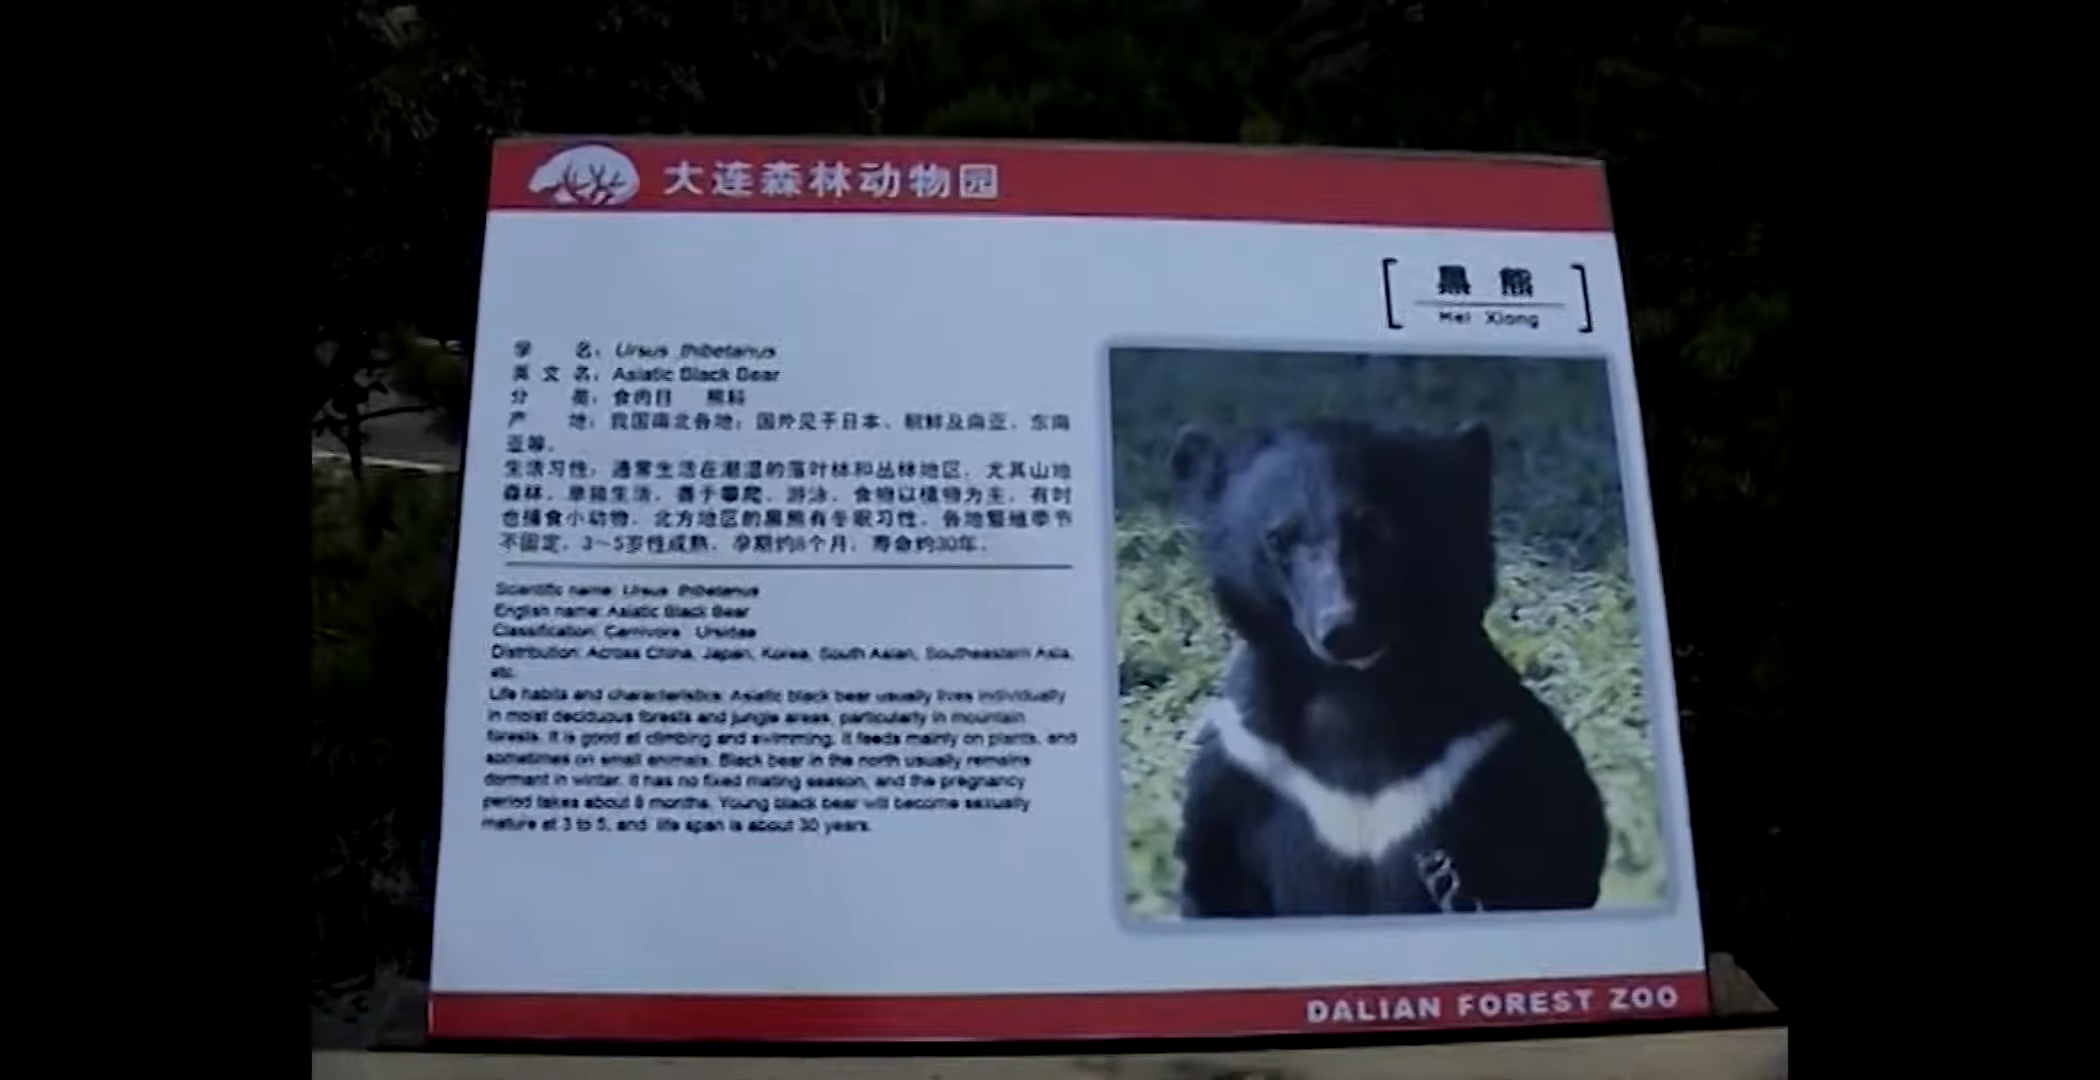 大连森林动物园
黑 熊
Hei Xiong
学 名：Ursus thibetanus
英 文 名：Asiatic Black Bear
分 类：食肉目 熊科
产 地：我国南北各地；国外见于日本、朝鲜及南亚、东南
亚等。
生活习性：通常生活在潮湿的落叶林和丛林地区，尤其山地
森林。单独生活，善于攀爬、游泳。食物以植物为主，有时
也捕食小动物。北方地区的黑熊有冬眠习性。各地繁殖季节
不固定，3～5岁性成熟，孕期约8个月，寿命约30年。
Scientific name: Ursus thibetanus
English name: Asiatic Black Bear
Classification: Carnivora Ursidae
Distribution: Across China, Japan, Korea, South Asian, Southeastern Asia,
etc.
Life habits and characteristics: Asiatic black bear usually lives individually
in moist deciduous forests and jungle areas, particularly in mountain
forests. It is good at climbing and swimming. It feeds mainly on plants, and
sometimes on small animals. Black bear in the north usually remains
dormant in winter. It has no fixed mating season, and the pregnancy
period takes about 8 months. Young black bear will become sexually
mature at 3 to 5, and life span is about 30 years.
DALIAN FOREST ZOO